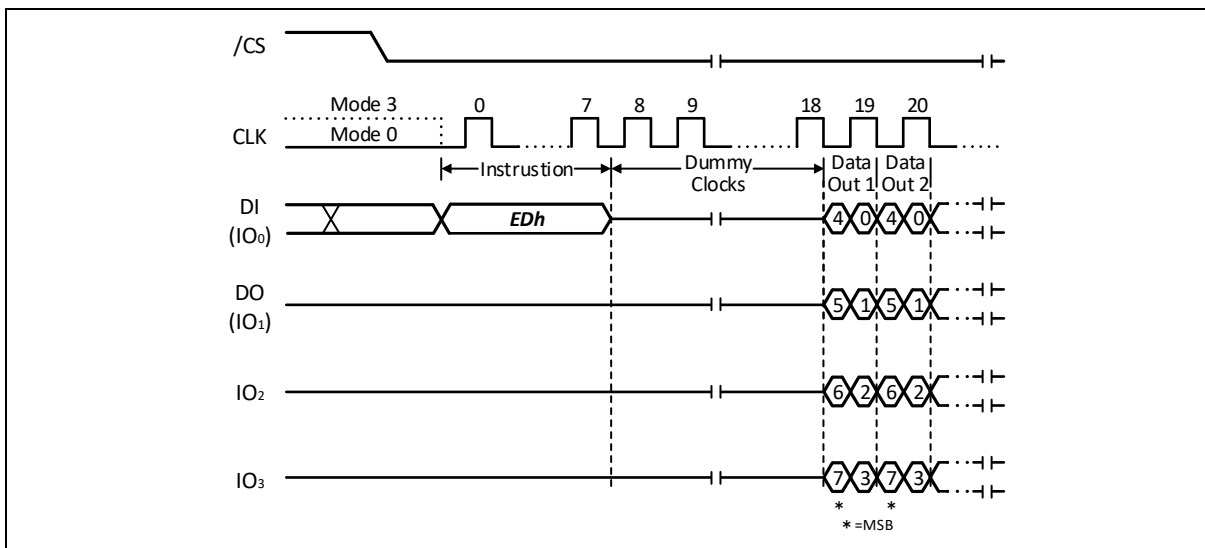 /CS
Mode 3 0 7 8 9 18 19 20
CLK Mode 0
Instrustion Dummy Clocks Data Out 1 Data Out 2
DI
(IO₀)
EDh 4 0 4 0
DO
(IO₁)
5 1 5 1
IO₂ 6 2 6 2
IO₃ 7 3 7 3
* *
* =MSB